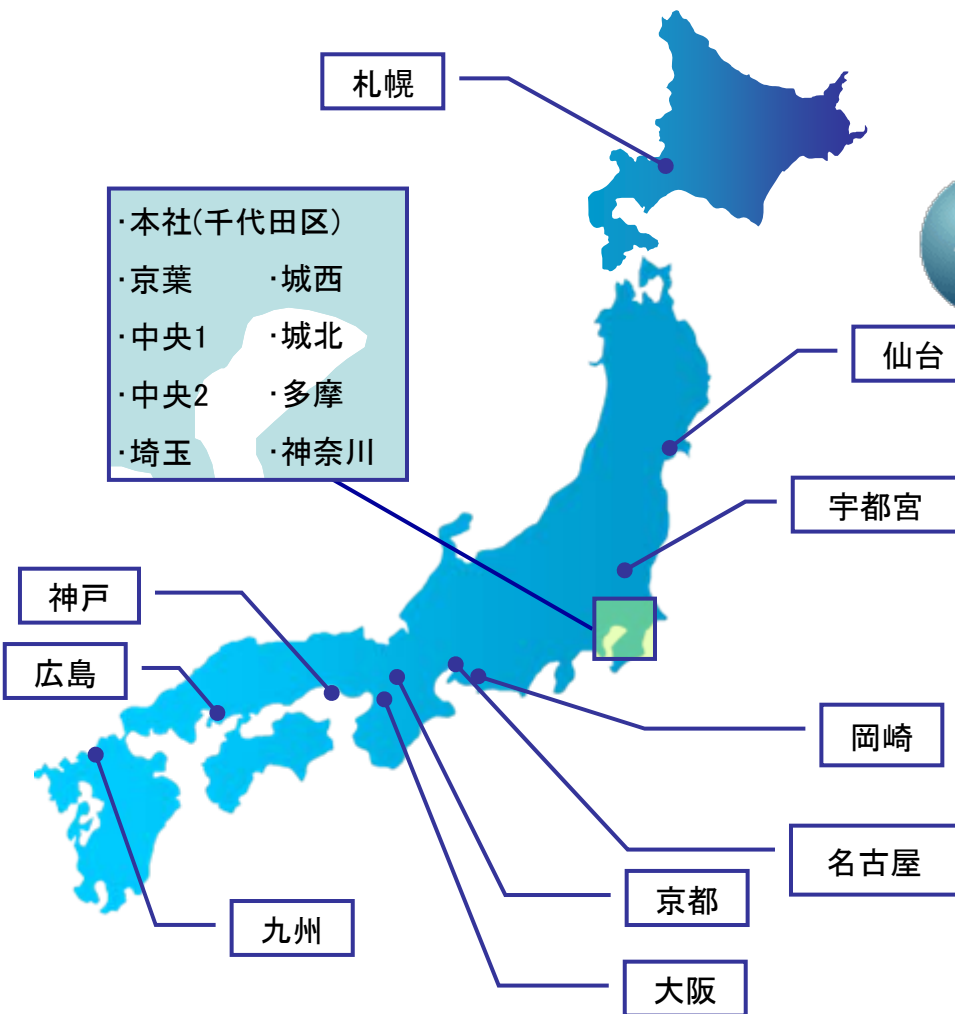 札幌
・本社(千代田区)
・京葉 ・城西
・中央1 ・城北
・中央2 ・多摩
・埼玉 ・神奈川
仙台
宇都宮
神戸
広島
岡崎
名古屋
京都
九州
大阪